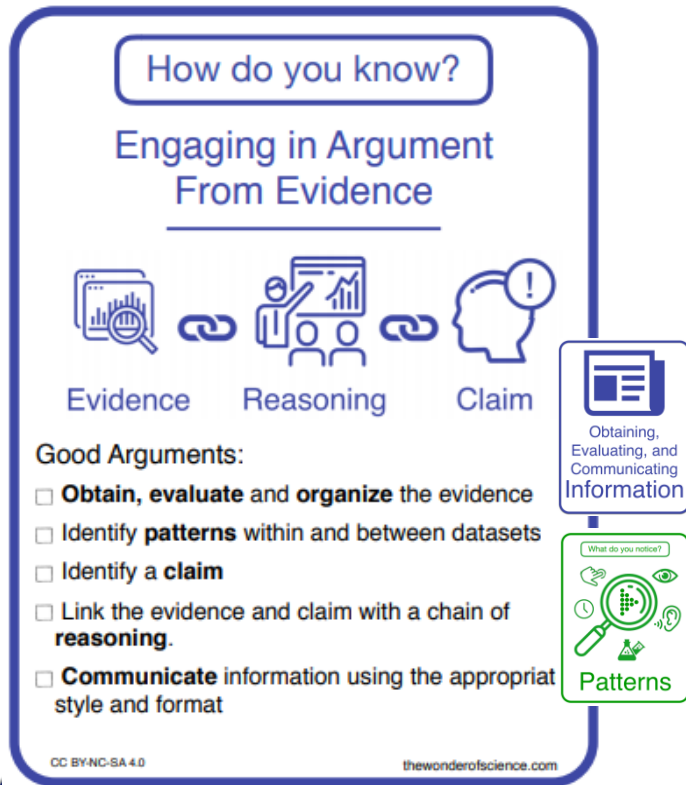 How do you know?
Engaging in Argument
From Evidence
Evidence
Reasoning
Claim
Good Arguments:
Obtain, evaluate and organize the evidence
Identify patterns within and between datasets
Identify a claim
Link the evidence and claim with a chain of
reasoning.
Communicate information using the appropriat
style and format
CC BY-NC-SA 4.0
thewonderofscience.com
Obtaining,
Evaluating, and
Communicating
Information
What do you notice?
Patterns